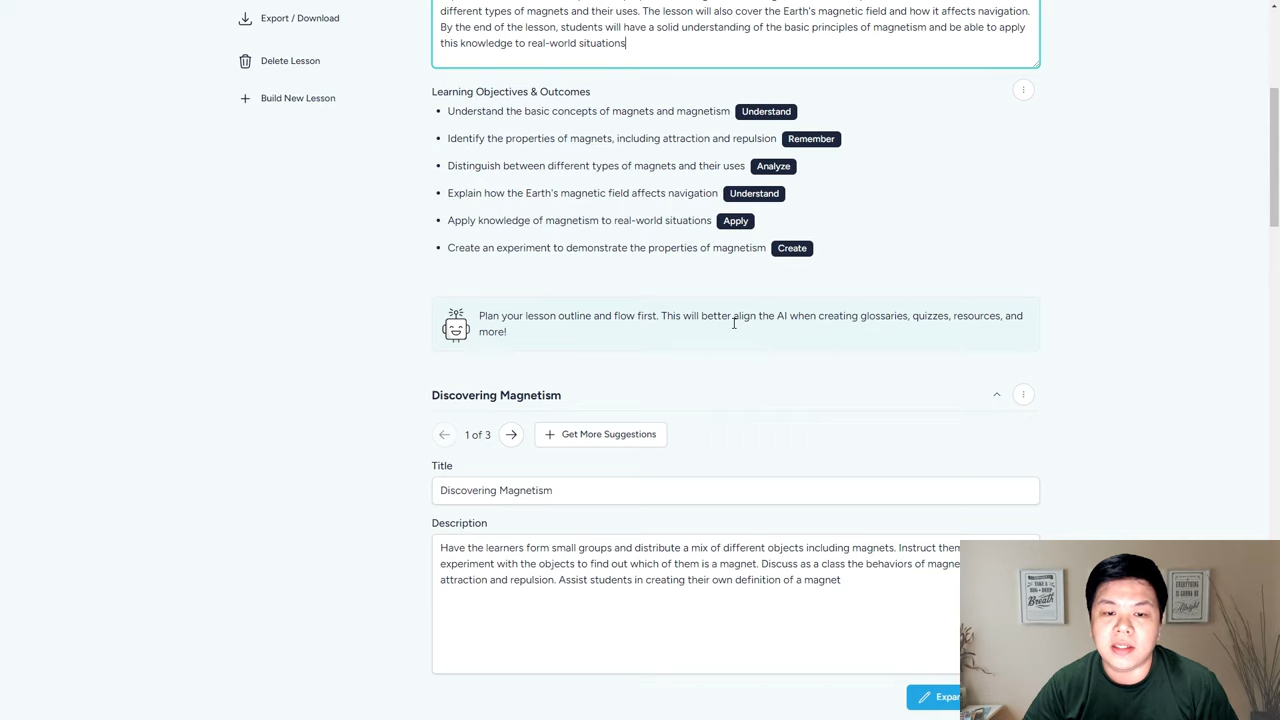 different types of magnets and their uses. The lesson will also cover the Earth's magnetic field and how it affects navigation.
By the end of the lesson, students will have a solid understanding of the basic principles of magnetism and be able to apply
this knowledge to real-world situations
Export / Download
Delete Lesson
Build New Lesson
Learning Objectives & Outcomes
• Understand the basic concepts of magnets and magnetism Understand
• Identify the properties of magnets, including attraction and repulsion Remember
• Distinguish between different types of magnets and their uses Analyze
• Explain how the Earth's magnetic field affects navigation Understand
• Apply knowledge of magnetism to real-world situations Apply
• Create an experiment to demonstrate the properties of magnetism Create
Plan your lesson outline and flow first. This will better align the AI when creating glossaries, quizzes, resources, and
more!
Discovering Magnetism
1 of 3
Get More Suggestions
Title
Discovering Magnetism
Description
Have the learners form small groups and distribute a mix of different objects including magnets. Instruct them
experiment with the objects to find out which of them is a magnet. Discuss as a class the behaviors of magne
attraction and repulsion. Assist students in creating their own definition of a magnet
Expan
TAKE A
DEEP
Breath
EVERYTHING
IS GONNA
BE
Alright